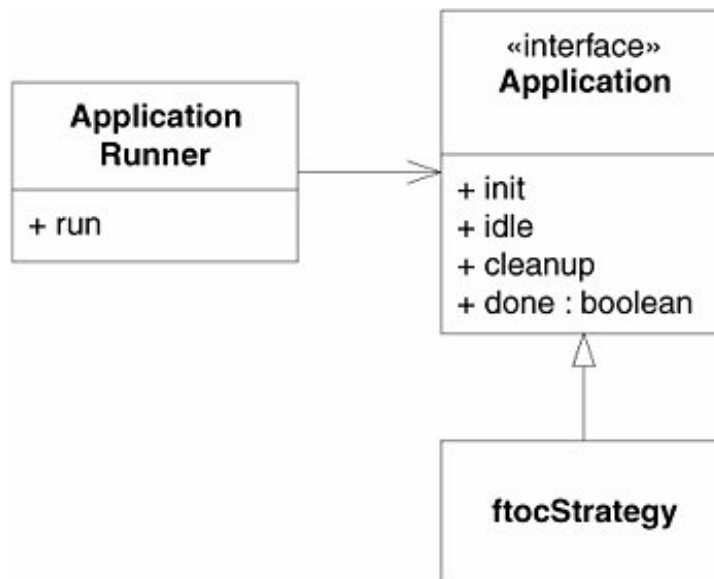 Application
Runner
+ run
«interface»
Application
+ init
+ idle
+ cleanup
+ done : boolean
ftocStrategy